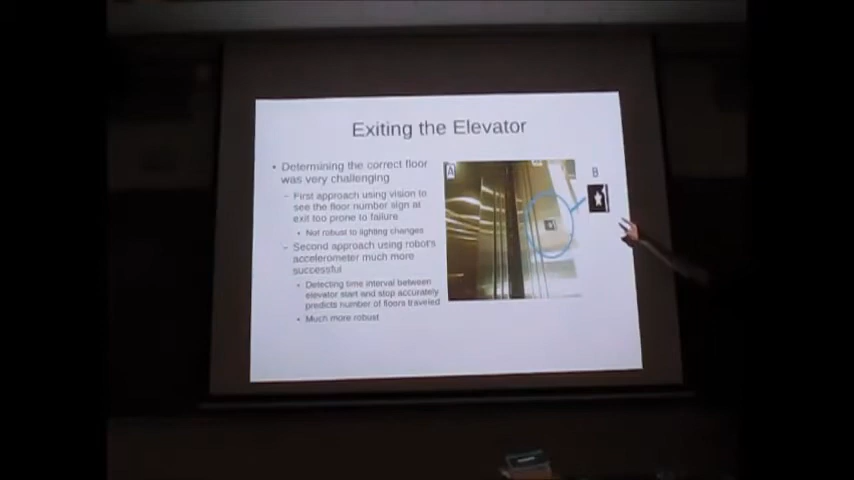 Exiting the Elevator
• Determining the correct floor
was very challenging
– First approach using vision to
see the floor number sign at
exit too prone to failure
• Not robust to lighting changes
– Second approach using robot's
accelerometer much more
successful
• Detecting time interval between
elevator start and stop accurately
predicts number of floors traveled
• Much more robust
A
B